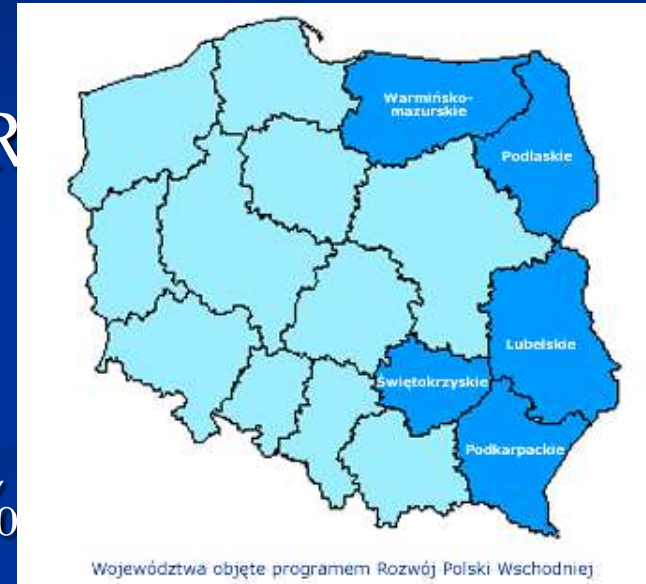 R
Warmińsko-
mazurskie
Podlaskie
Lubelskie
Świętokrzyskie
Podkarpackie
Województwa objęte programem Rozwój Polski Wschodniej